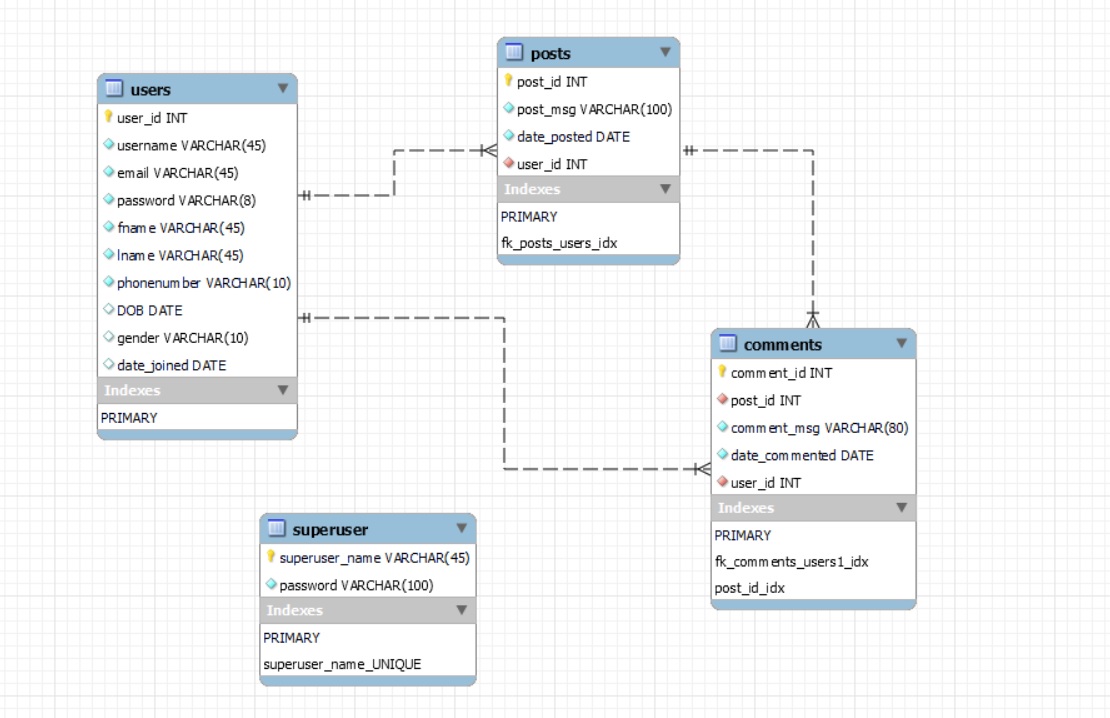 users
user_id INT
username VARCHAR(45)
email VARCHAR(45)
password VARCHAR(8)
fname VARCHAR(45)
lname VARCHAR(45)
phonenumber VARCHAR(10)
DOB DATE
gender VARCHAR(10)
date_joined DATE
Indexes
PRIMARY
posts
post_id INT
post_msg VARCHAR(100)
date_posted DATE
user_id INT
Indexes
PRIMARY
fk_posts_users_idx
comments
comment_id INT
post_id INT
comment_msg VARCHAR(80)
date_commented DATE
user_id INT
Indexes
PRIMARY
fk_comments_users1_idx
post_id_idx
superuser
superuser_name VARCHAR(45)
password VARCHAR(100)
Indexes
PRIMARY
superuser_name_UNIQUE